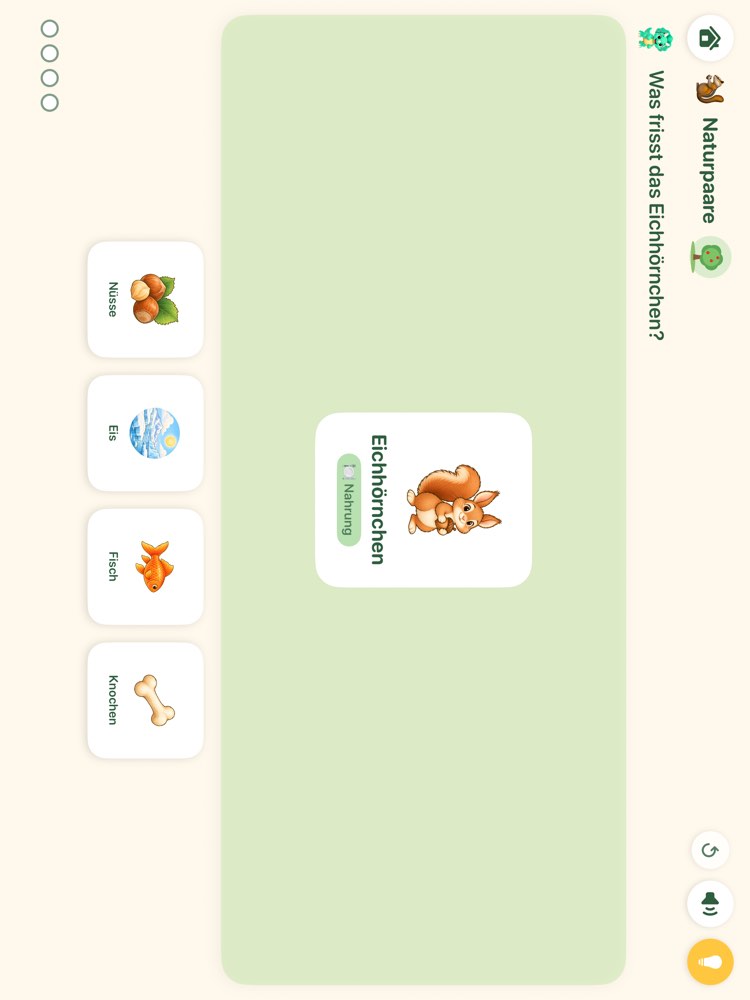 Naturpaare
Was frisst das Eichhörnchen?
Eichhörnchen
Nahrung
Nüsse
Eis
Fisch
Knochen